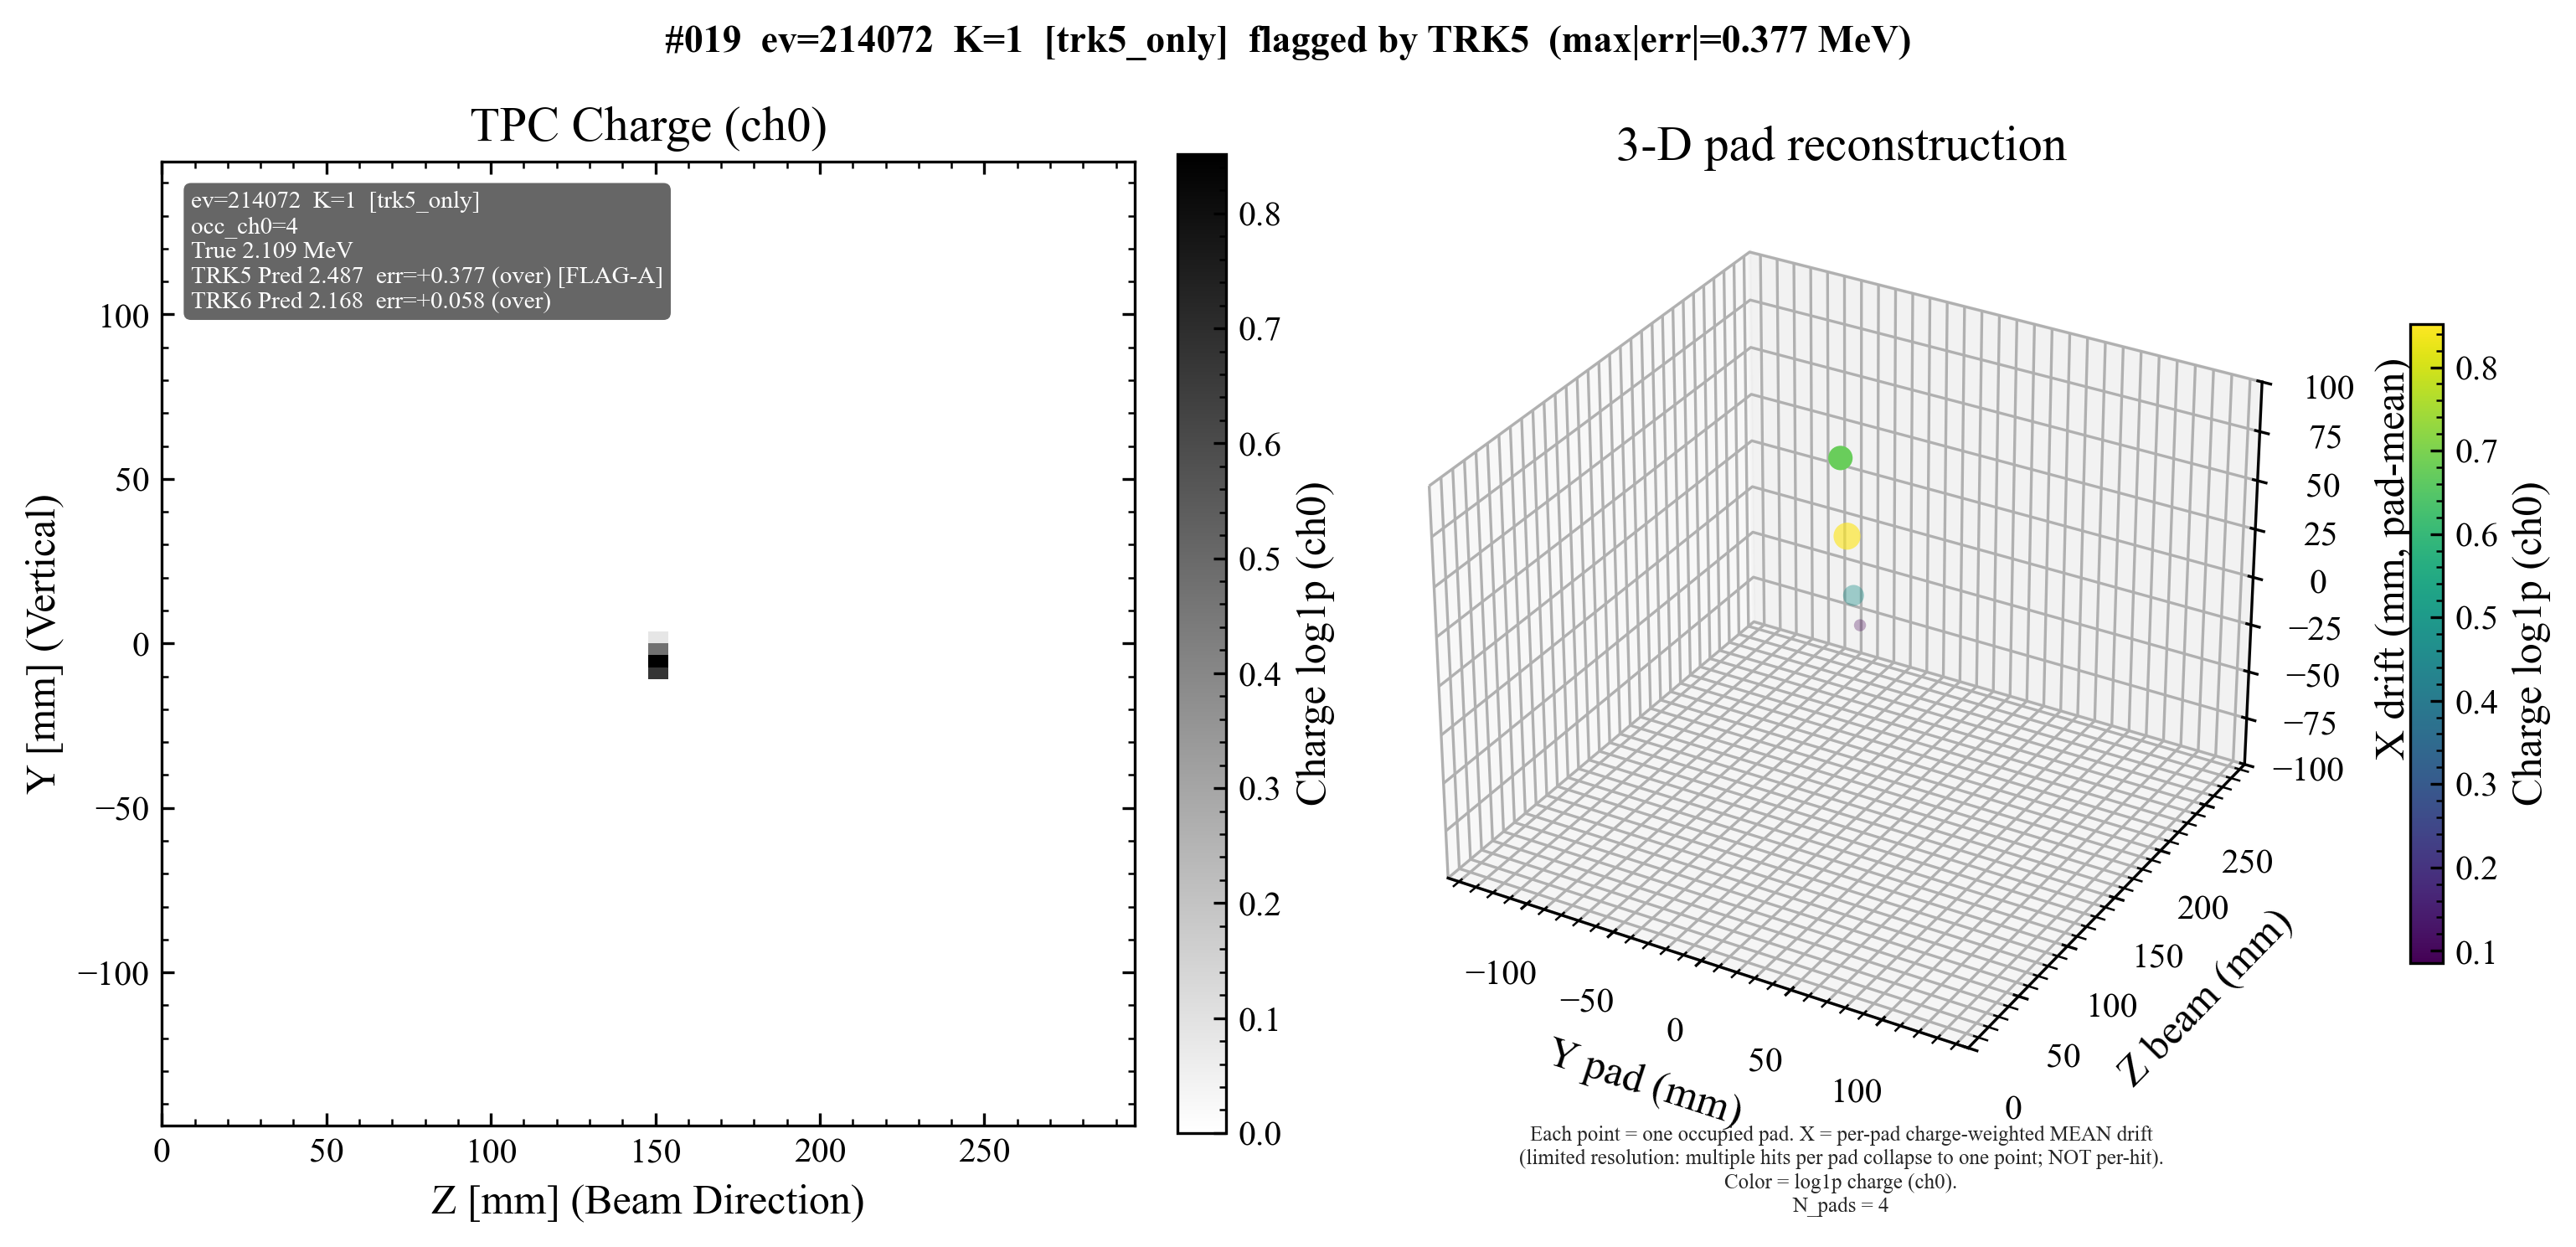 #019  ev=214072  K=1  [trk5_only]  flagged by TRK5  (max|err|=0.377 MeV)
TPC Charge (ch0)
ev=214072  K=1  [trk5_only]
occ_ch0=4
True 2.109 MeV
TRK5 Pred 2.487  err=+0.377 (over) [FLAG-A]
TRK6 Pred 2.168  err=+0.058 (over)
100
50
0
−50
−100
Y [mm] (Vertical)
0
50
100
150
200
250
Z [mm] (Beam Direction)
0.8
0.7
0.6
0.5
0.4
0.3
0.2
0.1
0.0
Charge log1p (ch0)
3-D pad reconstruction
100
75
50
25
0
−25
−50
−75
−100
X drift (mm, pad-mean)
−100
−50
0
50
100
Y pad (mm)
0
50
100
150
200
250
Z beam (mm)
0.8
0.7
0.6
0.5
0.4
0.3
0.2
0.1
Charge log1p (ch0)
Each point = one occupied pad. X = per-pad charge-weighted MEAN drift
(limited resolution: multiple hits per pad collapse to one point; NOT per-hit).
Color = log1p charge (ch0).
N_pads = 4